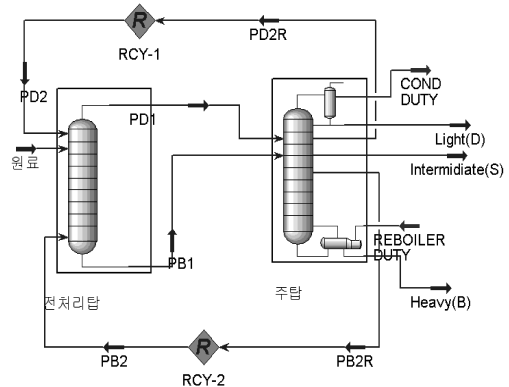 R
RCY-1
PD2R
COND
DUTY
PD2
PD1
Light(D)
원료
Intermidiate(S)
PB1
REBOILER
DUTY
전처리탑
주탑
Heavy(B)
R
PB2
PB2R
RCY-2